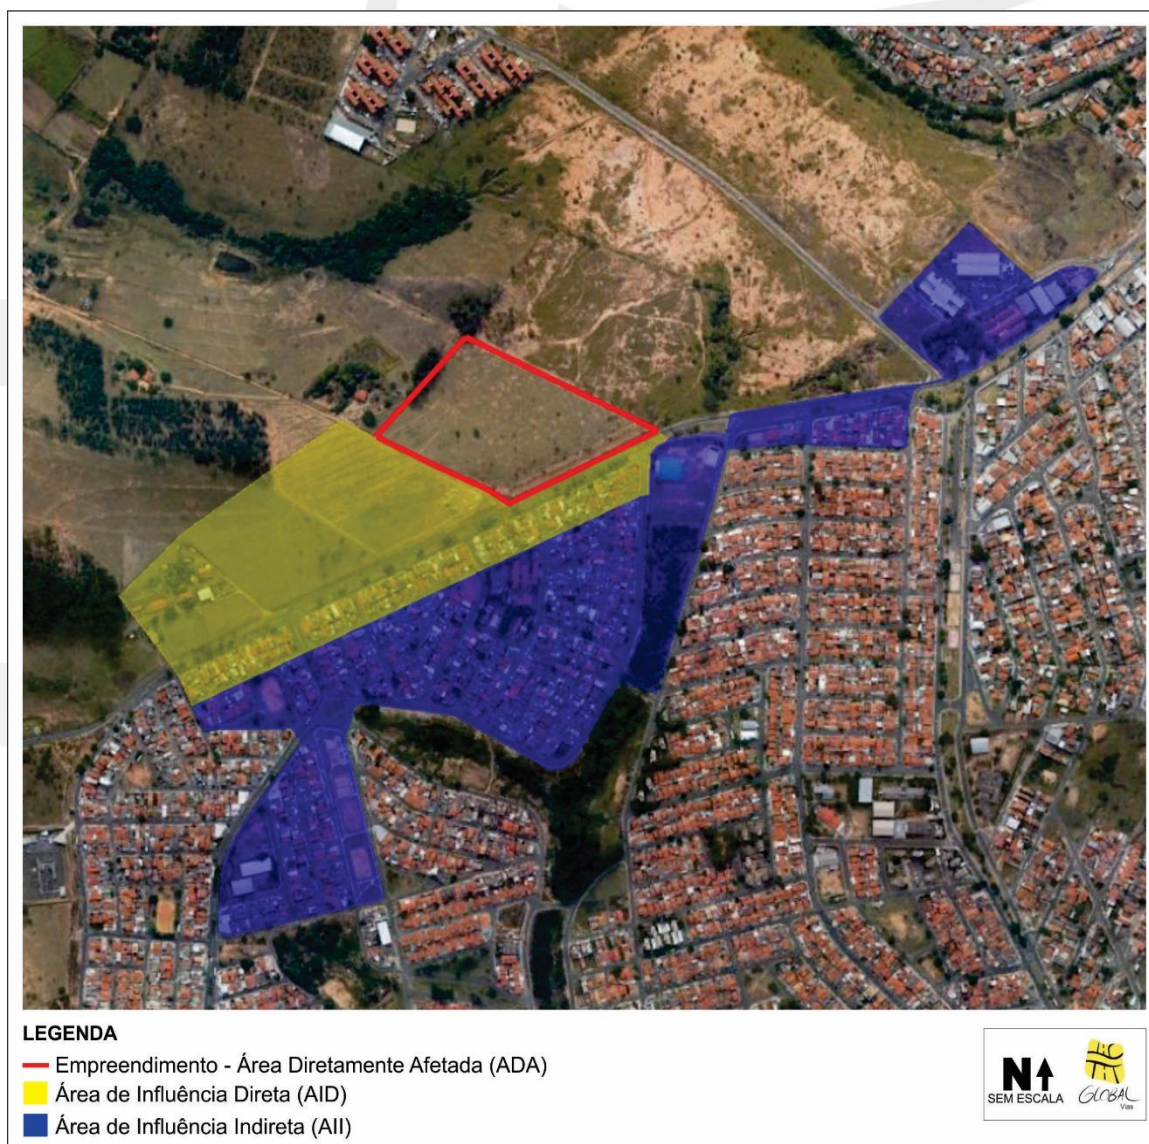 LEGENDA
Empreendimento - Área Diretamente Afetada (ADA)
Área de Influência Direta (AID)
Área de Influência Indireta (AII)
N
SEM ESCALA
GLOBAL
Vias